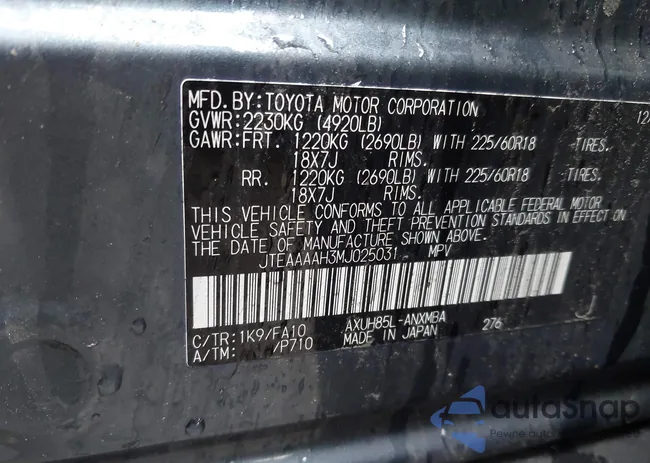 MFD. BY: TOYOTA MOTOR CORPORATION
GVWR: 2230KG (4920LB)
GAWR: FRT. 1220KG (2690LB) WITH 225/60R18 TIRES.
18X7J RIMS.
RR. 1220KG (2690LB) WITH 225/60R18 TIRES.
18X7J RIMS.
THIS VEHICLE CONFORMS TO ALL APPLICABLE FEDERAL MOTOR
VEHICLE SAFETY AND THEFT PREVENTION STANDARDS IN EFFECT ON
THE DATE OF MANUFACTURE SHOWN ABOVE.
JTEAAAAH3MJ025031 MPV
C/TR: 1K9/FA10 AXUH85L-ANXMBA 276
A/TM: /P710 MADE IN JAPAN
J
autoSnap